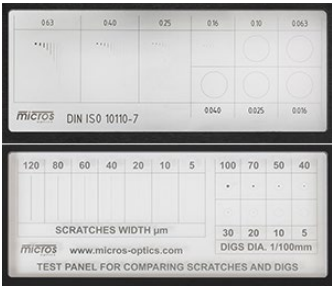 0.63 0.40 0.25 0.16 0.10 0.063
0.040 0.025 0.016
micros
DIN ISO 10110-7
120 80 60 40 20 10 5 100 70 50 40
30 20 10 5
SCRATCHES WIDTH µm DIGS DIA. 1/100mm
micros www.micros-optics.com
TEST PANEL FOR COMPARING SCRATCHES AND DIGS